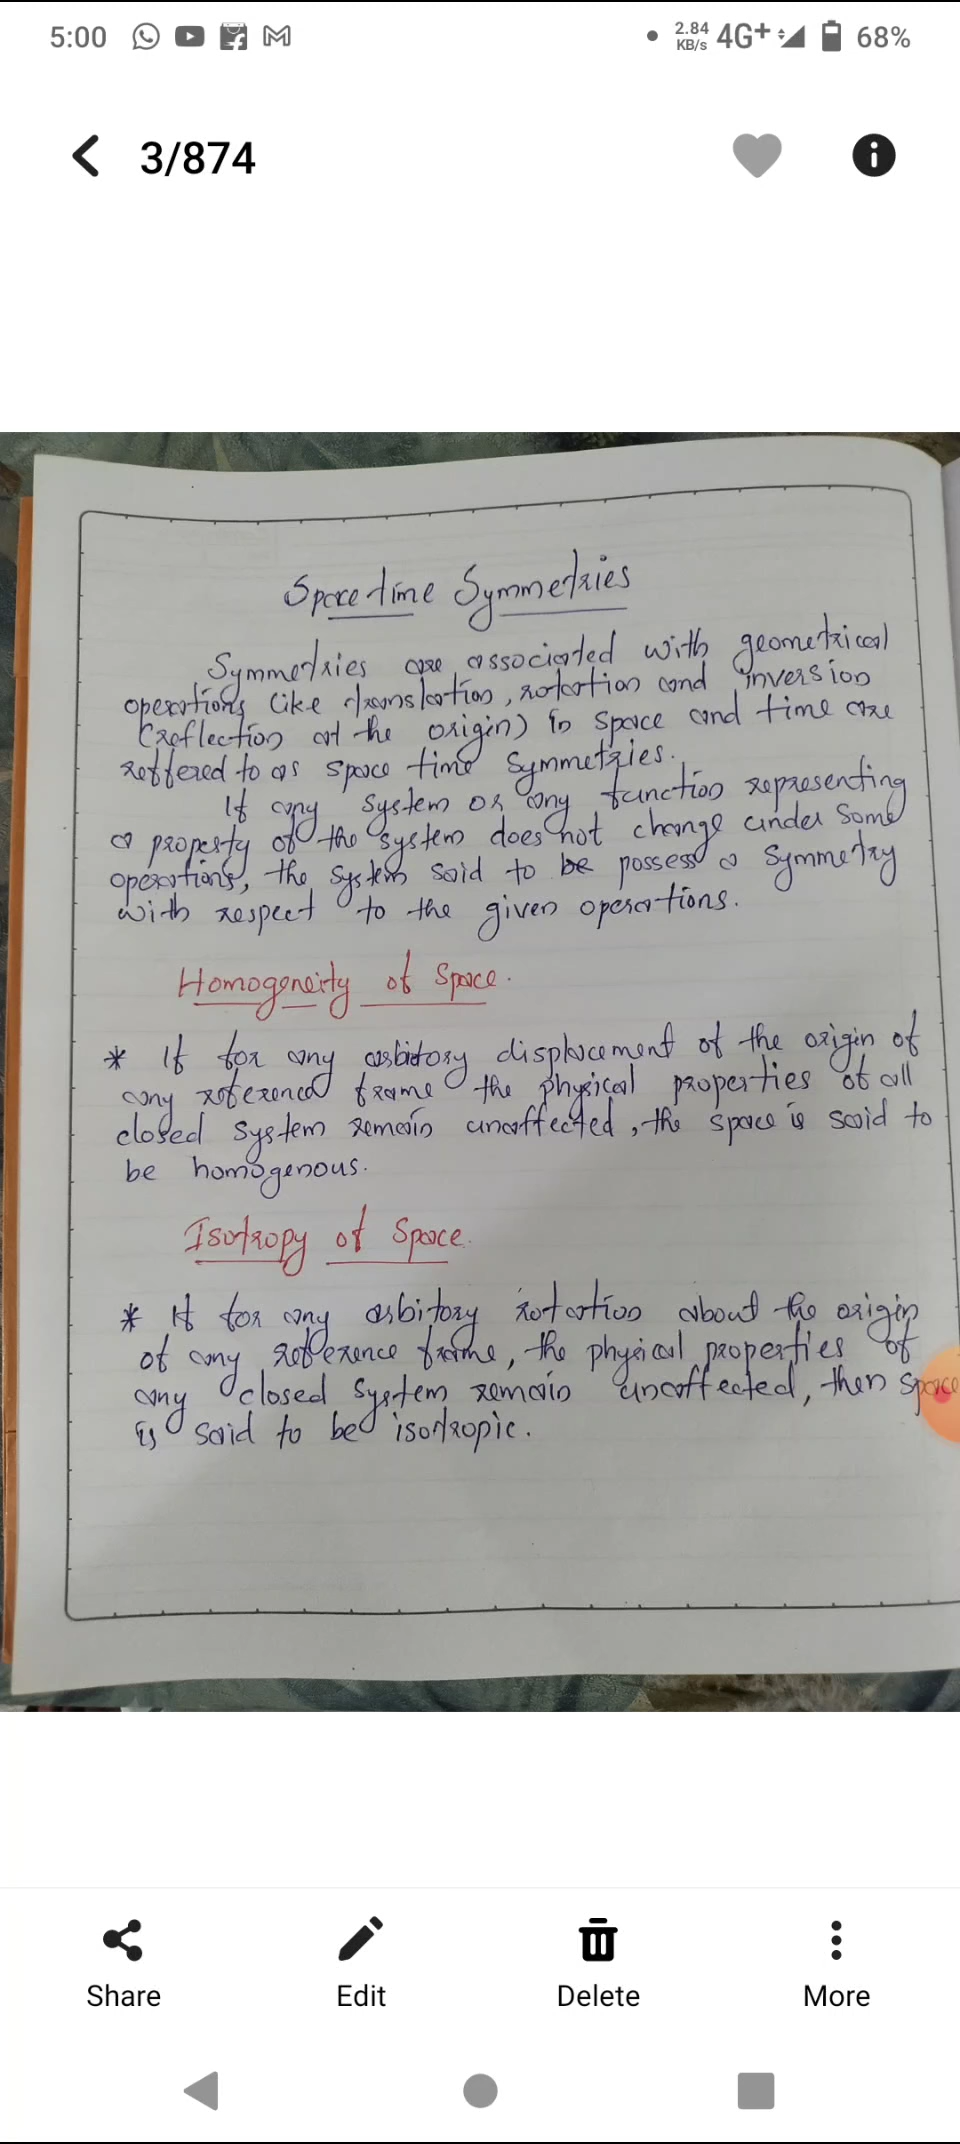 5:00
2.84 KB/s 4G+ 68%
3/874
Space time Symmetries
Symmetries are associated with geometrical
operations like translation, rotation and inversion
(reflection at the origin) in space and time are
reffered to as space time symmetries.
If any system or any function representing
a property of the system does not change under some
operations, the system said to be possess a symmetry
with respect to the given operations.
Homogeneity of Space.
* If for any arbitory displacement of the origin of
any reference frame the physical properties of all
closed system remain unaffected, the space is said to
be homogenous.
Isotropy of Space.
* If for any arbitory rotation about the origin
of any reference frame, the physical properties of
any closed system remain unaffected, then space
is said to be isotropic.
Share
Edit
Delete
More